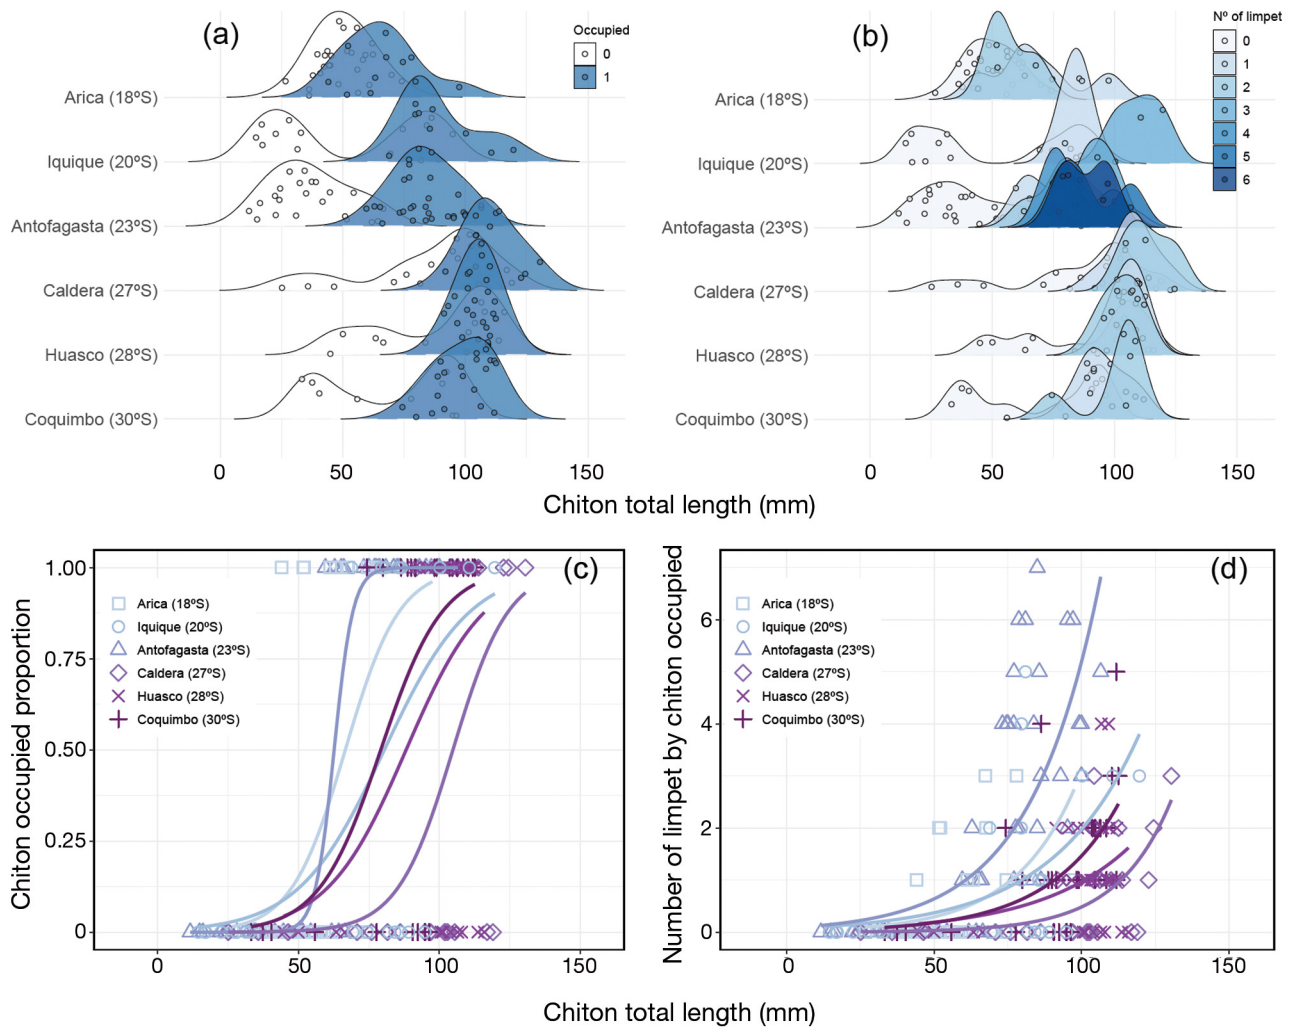 (a)
Occupied
0
1
Arica (18ºS)
Iquique (20ºS)
Antofagasta (23ºS)
Caldera (27ºS)
Huasco (28ºS)
Coquimbo (30ºS)
0 50 100 150
(b)
Nº of limpet
0
1
2
3
4
5
6
Arica (18ºS)
Iquique (20ºS)
Antofagasta (23ºS)
Caldera (27ºS)
Huasco (28ºS)
Coquimbo (30ºS)
0 50 100 150
Chiton total length (mm)
Chiton occupied proportion
1.00
0.75
0.50
0.25
0
(c)
Arica (18ºS)
Iquique (20ºS)
Antofagasta (23ºS)
Caldera (27ºS)
Huasco (28ºS)
Coquimbo (30ºS)
0 50 100 150
Number of limpet by chiton occupied
6
4
2
0
(d)
Arica (18ºS)
Iquique (20ºS)
Antofagasta (23ºS)
Caldera (27ºS)
Huasco (28ºS)
Coquimbo (30ºS)
0 50 100 150
Chiton total length (mm)